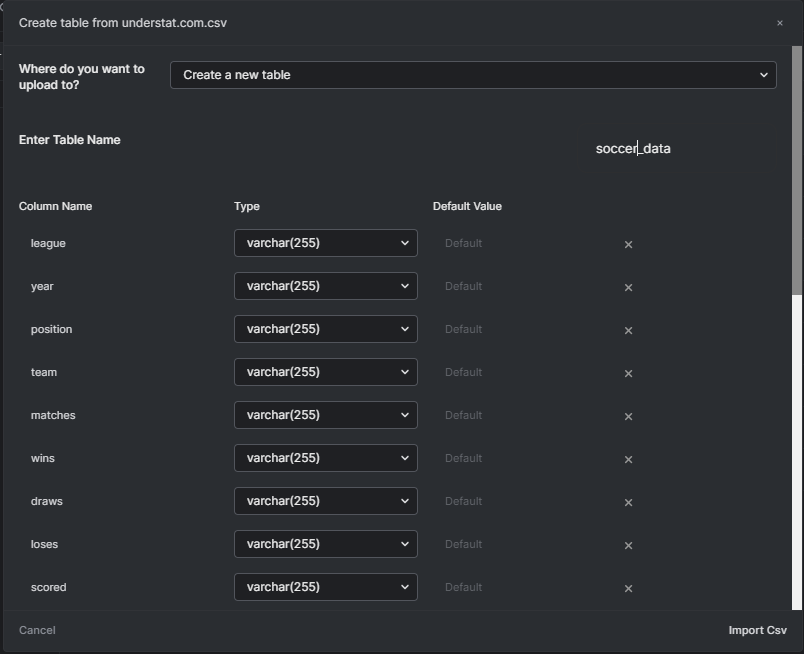 Create table from understat.com.csv ×
Where do you want to Create a new table
upload to?
Enter Table Name
soccer_data
Column Name Type Default Value
league varchar(255) Default ×
year varchar(255) Default ×
position varchar(255) Default ×
team varchar(255) Default ×
matches varchar(255) Default ×
wins varchar(255) Default ×
draws varchar(255) Default ×
loses varchar(255) Default ×
scored varchar(255) Default ×
Cancel Import Csv